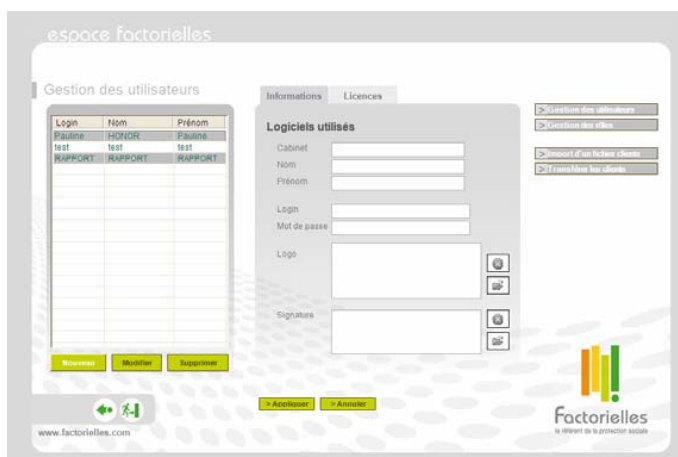 espace factorielles
Gestion des utilisateurs
Login Nom Prénom
Pauline HONOR Pauline
test test test
RAPPORT RAPPORT RAPPORT
Nouveau Modifier Supprimer
www.factorielles.com
Informations Licences
Logiciels utilisés
Cabinet
Nom
Prénom
Login
Mot de passe
Logo
Signature
> Appliquer > Annuler
> Gestion des utilisateurs
> Gestion des rôles
> Import d'un fichier clients
> Transférer les clients
Factorielles
le référent de la protection sociale